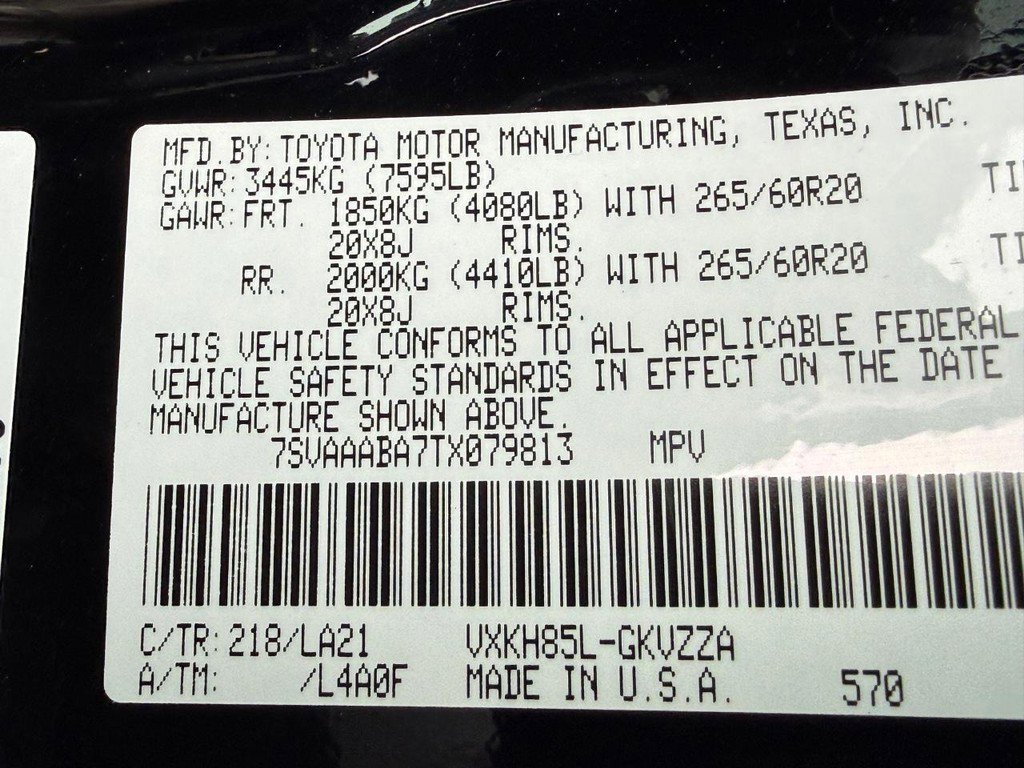 MFD.BY: TOYOTA MOTOR MANUFACTURING, TEXAS, INC.
GVWR: 3445KG (7595LB)
GAWR: FRT. 1850KG (4080LB) WITH 265/60R20
20X8J RIMS.
RR. 2000KG (4410LB) WITH 265/60R20
20X8J RIMS.
THIS VEHICLE CONFORMS TO ALL APPLICABLE FEDERAL
VEHICLE SAFETY STANDARDS IN EFFECT ON THE DATE
MANUFACTURE SHOWN ABOVE.
7SVAAABA7TX079813 MPV
C/TR: 218/LA21 VXKH85L-GKVZZA
A/TM: /L4A0F MADE IN U.S.A. 570